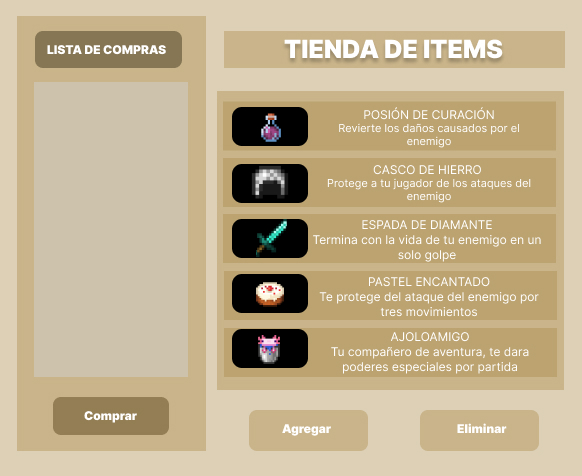 LISTA DE COMPRAS
TIENDA DE ITEMS
POSIÓN DE CURACIÓN
Revierte los daños causados por el
enemigo
CASCO DE HIERRO
Protege a tu jugador de los ataques del
enemigo
ESPADA DE DIAMANTE
Termina con la vida de tu enemigo en un
solo golpe
PASTEL ENCANTADO
Te protege del ataque del enemigo por
tres movimientos
AJOLOAMIGO
Tu compañero de aventura, te dara
poderes especiales por partida
Comprar
Agregar
Eliminar